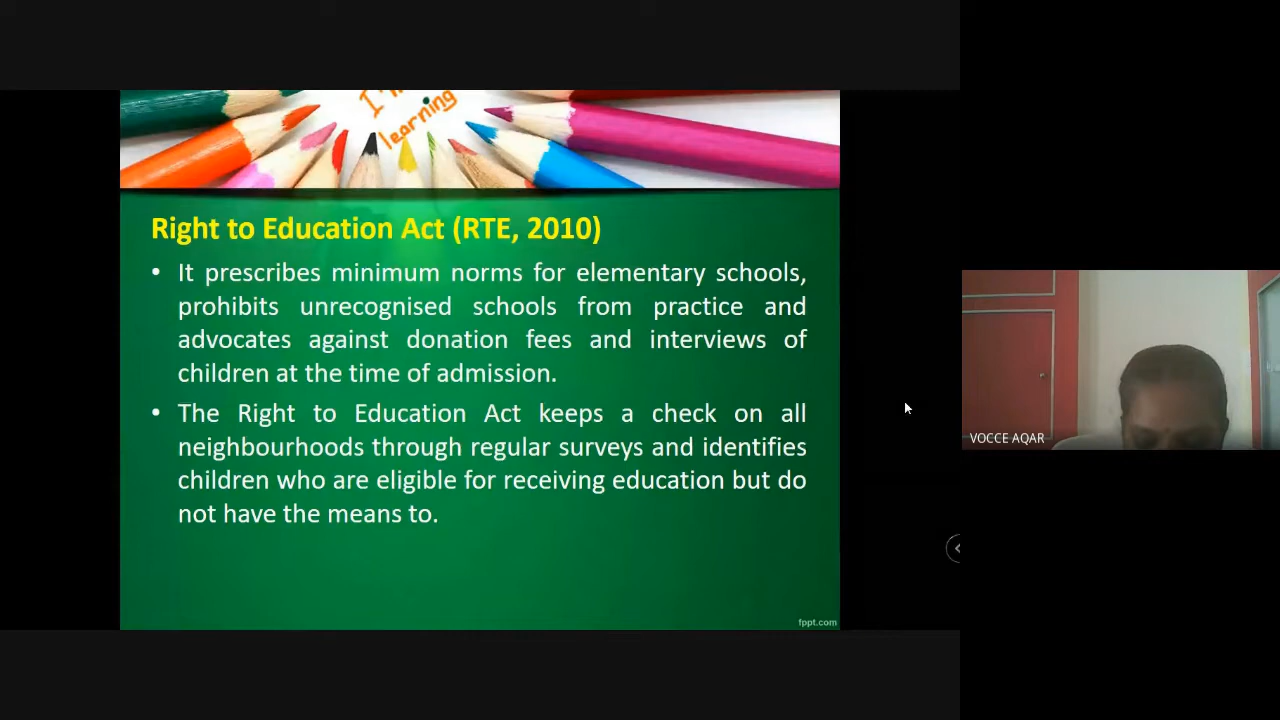 learning
Right to Education Act (RTE, 2010)
• It prescribes minimum norms for elementary schools,
prohibits unrecognised schools from practice and
advocates against donation fees and interviews of
children at the time of admission.
• The Right to Education Act keeps a check on all
neighbourhoods through regular surveys and identifies
children who are eligible for receiving education but do
not have the means to.
VOCCE AQAR
fppt.com